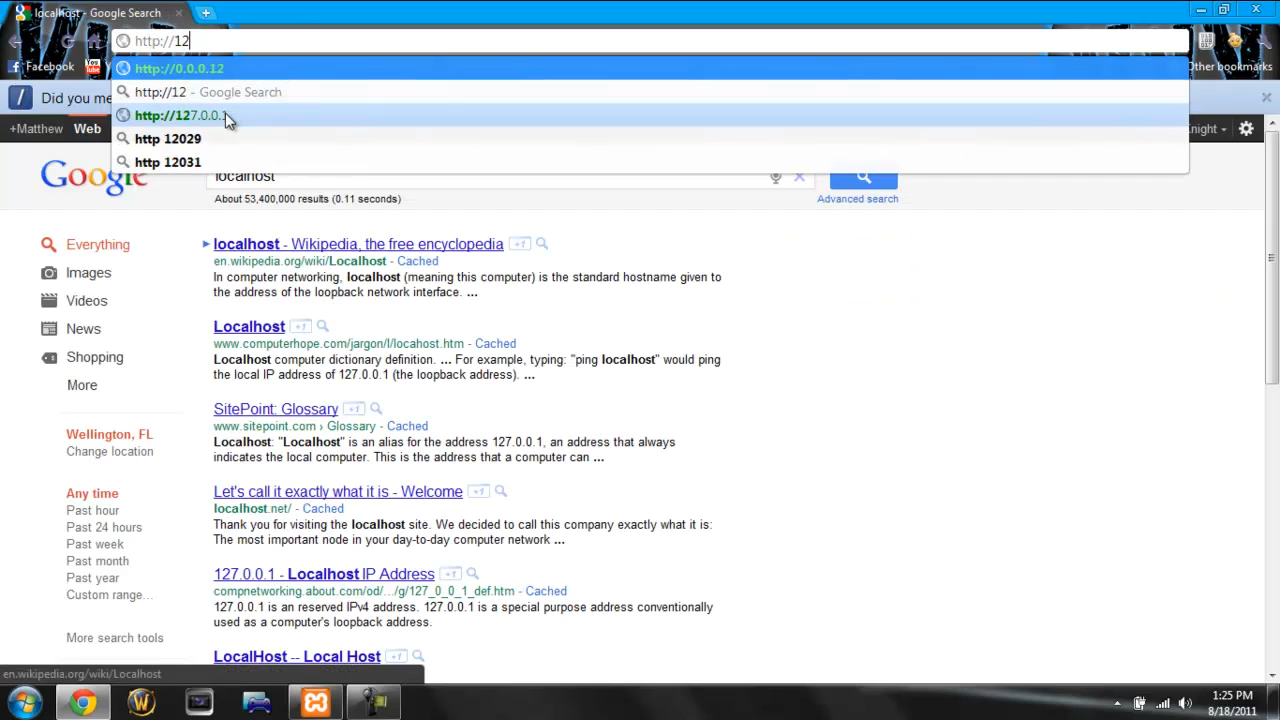 localhost - Google Search
http://12
http://0.0.0.12
http://12 - Google Search
http://127.0.0.1
http 12029
http 12031
Facebook
You
Tube
Other bookmarks
Did you me
+Matthew Web
night
Google
localhost
About 53,400,000 results (0.11 seconds)
Advanced search
Everything
Images
Videos
News
Shopping
More
Wellington, FL
Change location
Any time
Past hour
Past 24 hours
Past week
Past month
Past year
Custom range...
More search tools
localhost - Wikipedia, the free encyclopedia +1
en.wikipedia.org/wiki/Localhost - Cached
In computer networking, localhost (meaning this computer) is the standard hostname given to
the address of the loopback network interface. ...
Localhost +1
www.computerhope.com/jargon/l/locahost.htm - Cached
Localhost computer dictionary definition. ... For example, typing: "ping localhost" would ping
the local IP address of 127.0.0.1 (the loopback address). ...
SitePoint: Glossary +1
www.sitepoint.com › Glossary - Cached
Localhost: "Localhost" is an alias for the address 127.0.0.1, an address that always
indicates the local computer. This is the address that a computer can ...
Let's call it exactly what it is - Welcome +1
localhost.net/ - Cached
Thank you for visiting the localhost site. We decided to call this company exactly what it is:
The most important node in your day-to-day computer network ...
127.0.0.1 - Localhost IP Address +1
compnetworking.about.com/od/.../g/127_0_0_1_def.htm - Cached
127.0.0.1 is an reserved IPv4 address. 127.0.0.1 is a special purpose address conventionally
used as a computer's loopback address.
LocalHost -- Local Host +1
en.wikipedia.org/wiki/Localhost
1:25 PM
8/18/2011